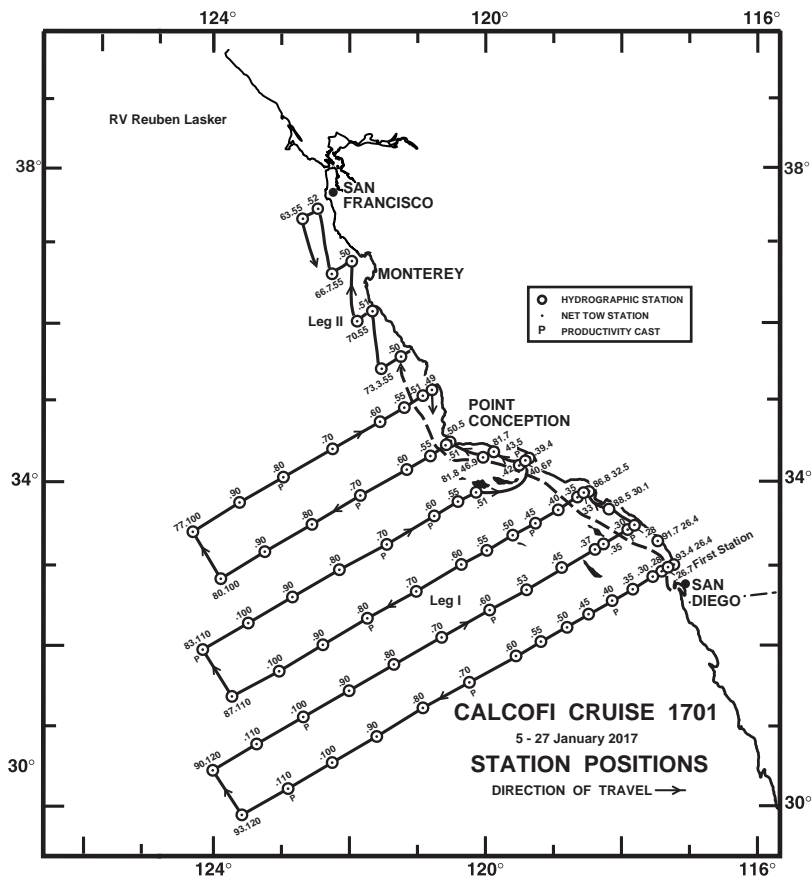 124° 120° 116°
RV Reuben Lasker
38° 38°
SAN
FRANCISCO
63.55 .52
.50
66.7.55
MONTEREY
HYDROGRAPHIC STATION
NET TOW STATION
P PRODUCTIVITY CAST
.51
Leg II
70.55
.50
73.3.55
.49
.51
.55
.60
.70
.80
P
.90
77.100
POINT
CONCEPTION
.50.5
.51
.55
.60
.70
P
.80
.90
80.100
81.7
43.5
P
39.4
40.6P
.42
81.8 46.9
34° 34°
.51
.55
.60
P
.70
P
.80
.90
.100
83.110
P
86.8 32.5
88.5 30.1
.33
.35
.40
.45
P
.50
.55
.60
.70
.80
P
.90
.100
87.110
91.7 26.4
.28
.30
P
.35
.37
.45
.53
.60
P
.70
.80
.90
.100
P
.110
90.120
93.4 26.4
First Station
26.7
.28
.30
.35
.40
P
.45
.50
.55
.60
.70
P
.80
.90
.100
.110
P
93.120
Leg I
SAN
DIEGO
CALCOFI CRUISE 1701
5 - 27 January 2017
STATION POSITIONS
DIRECTION OF TRAVEL
30° 30°
124° 120° 116°